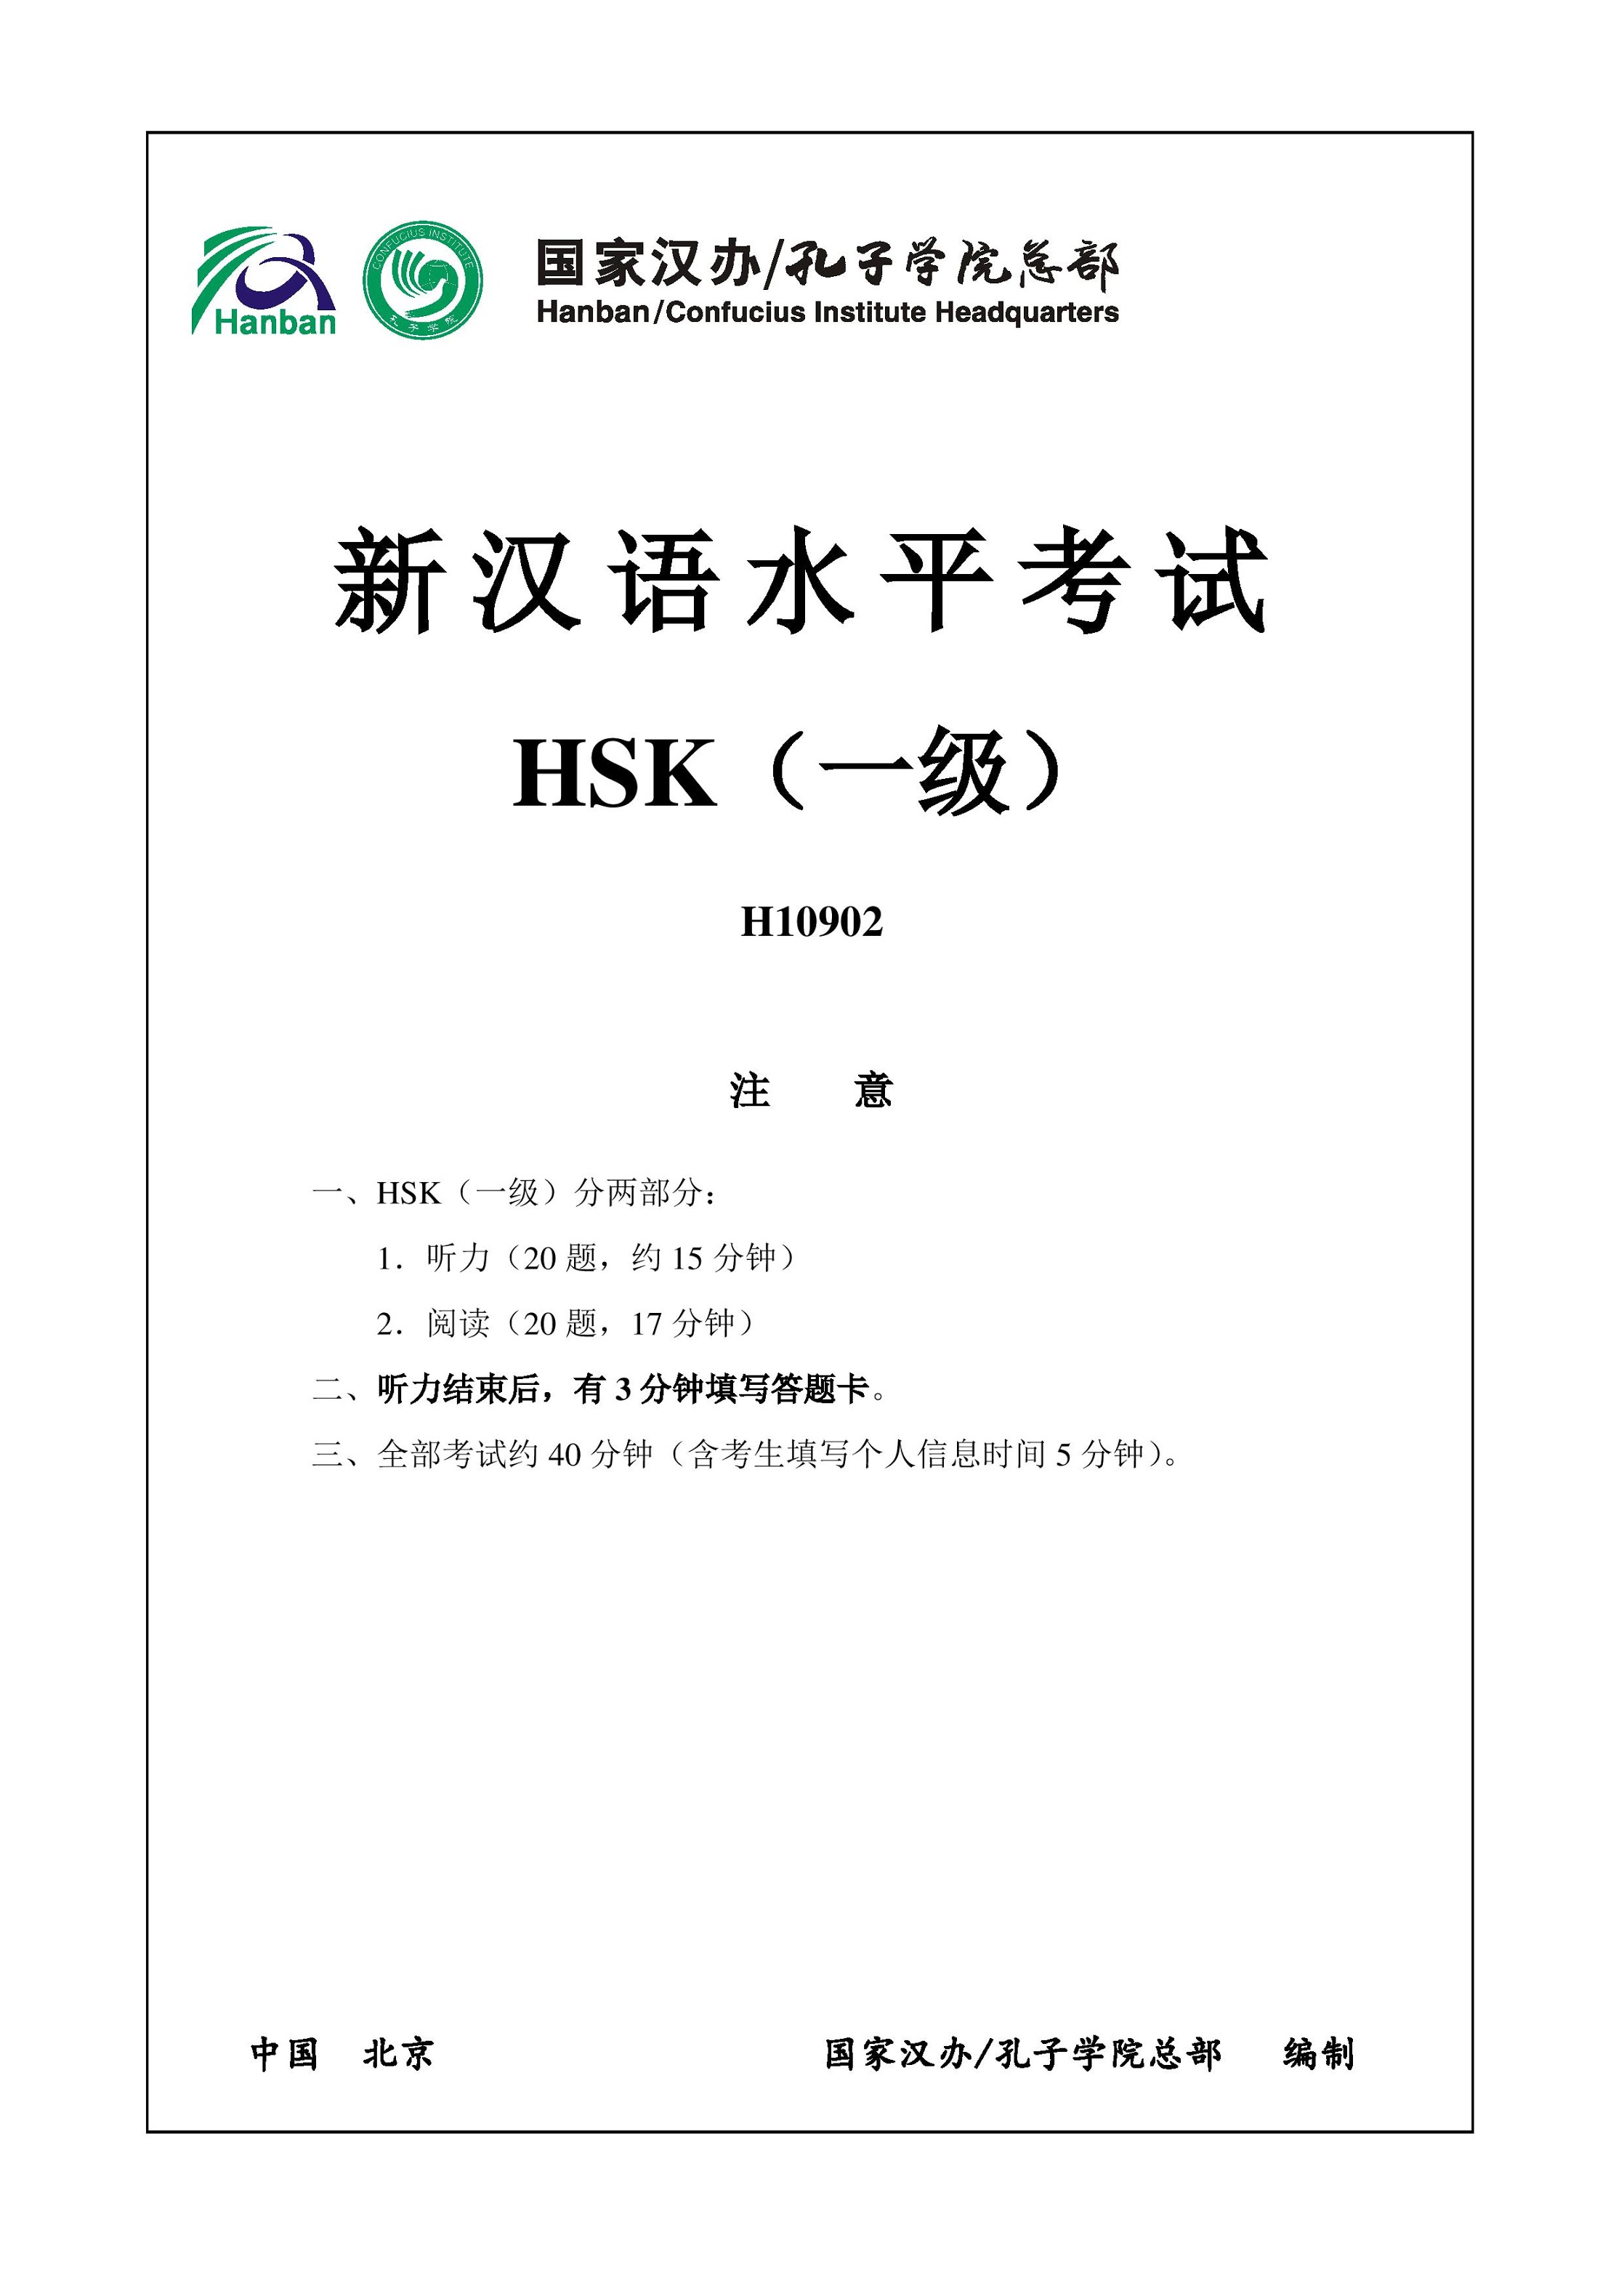 Hanban
CONFUCIUS INSTITUTE
孔子学院
国家汉办/孔子学院总部
Hanban/Confucius Institute Headquarters
新汉语水平考试
HSK（一级）
H10902
注 意
一、HSK（一级）分两部分：
1．听力（20 题，约 15 分钟）
2．阅读（20 题，17 分钟）
二、听力结束后，有 3 分钟填写答题卡。
三、全部考试约 40 分钟（含考生填写个人信息时间 5 分钟）。
中国 北京 国家汉办/孔子学院总部 编制